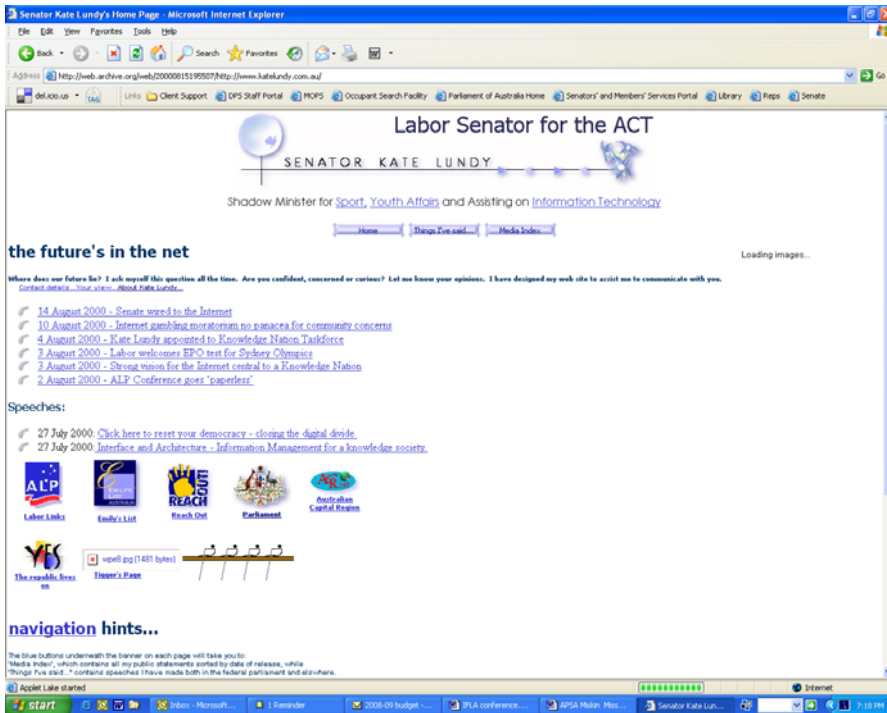 Senator Kate Lundy's Home Page - Microsoft Internet Explorer
File Edit View Favorites Tools Help
Back Search Favorites
Address http://web.archive.org/web/20000815195507/http://www.katelundy.com.au/ Go
del.icio.us TAG Links Client Support DPS Staff Portal MOPS Occupant Search Facility Parliament of Australia Home Senators' and Members' Services Portal Library Reps Senate
Labor Senator for the ACT
SENATOR KATE LUNDY
Shadow Minister for Sport, Youth Affairs and Assisting on Information Technology
Home Things I've said... Media Index
the future's in the net
Loading images...
Where does our future lie? I ask myself this question all the time. Are you confident, concerned or curious? Let me know your opinions. I have designed my web site to assist me to communicate with you.
Contact details...Your view...About Kate Lundy...
14 August 2000 - Senate wired to the Internet
10 August 2000 - Internet gambling moratorium no panacea for community concerns
4 August 2000 - Kate Lundy appointed to Knowledge Nation Taskforce
3 August 2000 - Labor welcomes EPO test for Sydney Olympics
3 August 2000 - Strong vision for the Internet central to a Knowledge Nation
2 August 2000 - ALP Conference goes 'paperless'
Speeches:
27 July 2000: Click here to reset your democracy - closing the digital divide.
27 July 2000: Interface and Architecture - Information Management for a knowledge society.
ALP
EMILY'S LIST AUSTRALIA
REACH OUT!
Labor Links
Emily's List
Reach Out
Parliament
Australian
Capital Region
YES
wpe8.jpg (1481 bytes)
The republic lives
on
Tigger's Page
navigation hints...
The blue buttons underneath the banner on each page will take you to:
'Media Index', which contains all my public statements sorted by date of release, while
"Things I've said..." contains speeches I have made both in the federal parliament and elsewhere.
Applet Lake started Internet
start Inbox - Microsoft... 1 Reminder 2008-09 budget -... IFLA conference.... APSA Miskin Miss... Senator Kate Lun... 7:10 PM